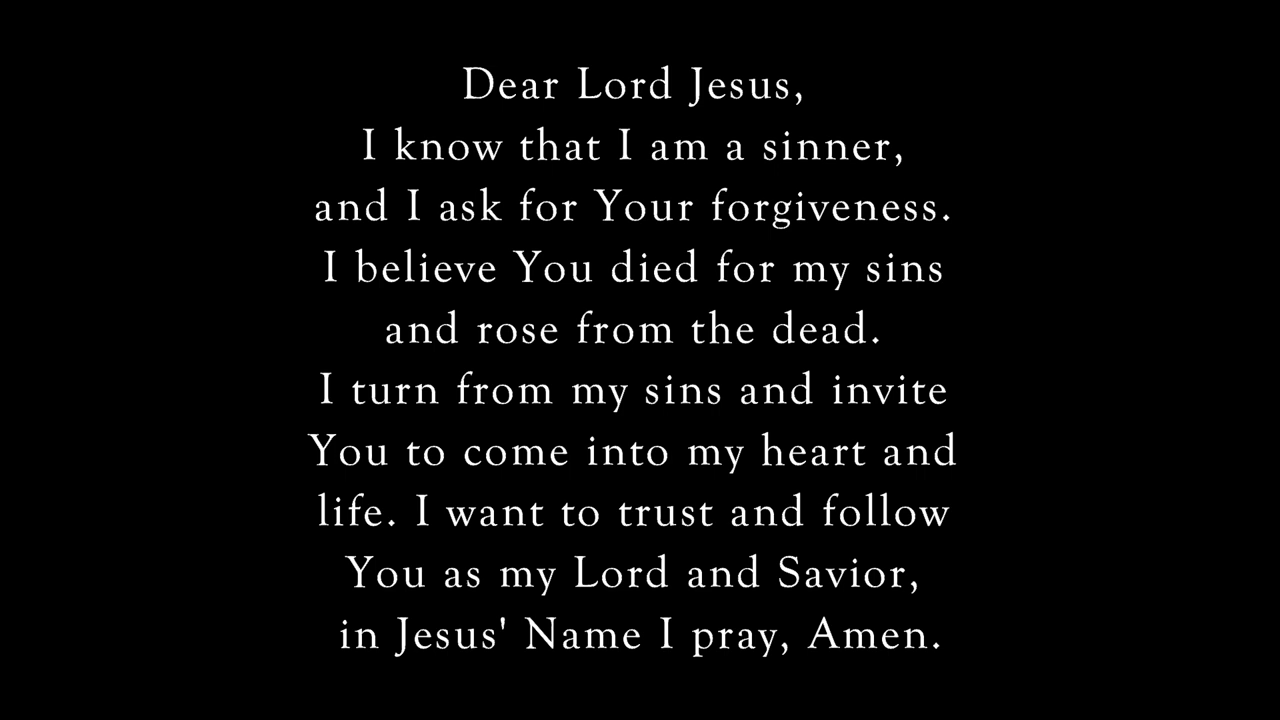 Dear Lord Jesus,
I know that I am a sinner,
and I ask for Your forgiveness.
I believe You died for my sins
and rose from the dead.
I turn from my sins and invite
You to come into my heart and
life. I want to trust and follow
You as my Lord and Savior,
in Jesus' Name I pray, Amen.